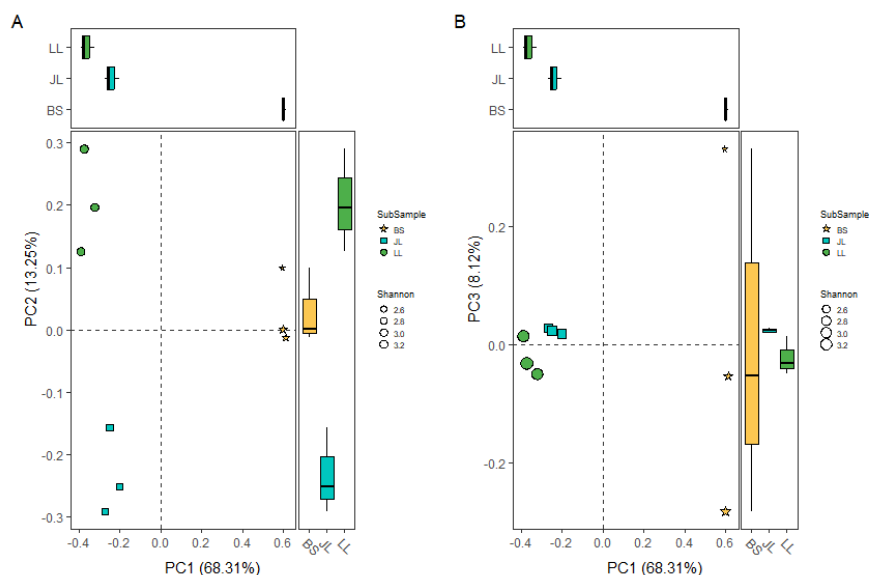 A
LL
JL
BS
0.3
0.2
0.1
0.0
-0.1
-0.2
-0.3
PC2 (13.25%)
-0.4
-0.2
0.0
0.2
0.4
0.6
PC1 (68.31%)
BS
JL
LL
SubSample
BS
JL
LL
Shannon
2.6
2.8
3.0
3.2
B
LL
JL
BS
0.2
0.0
-0.2
PC3 (8.12%)
-0.4
-0.2
0.0
0.2
0.4
0.6
PC1 (68.31%)
BS
JL
LL
SubSample
BS
JL
LL
Shannon
2.6
2.8
3.0
3.2